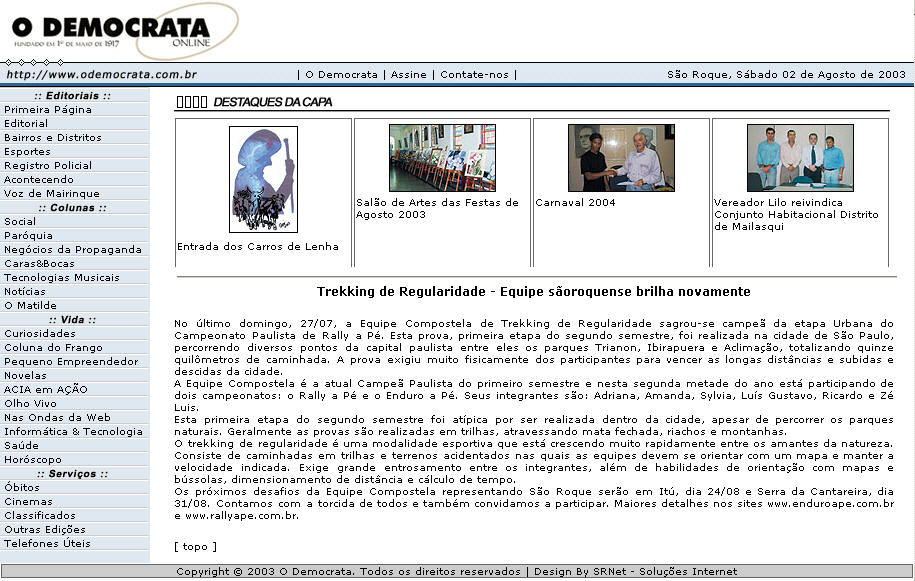 O DEMOCRATA
FUNDADO EM 1º DE MAIO DE 1917
ONLINE
http://www.odemocrata.com.br
| O Democrata | Assine | Contate-nos |
São Roque, Sábado 02 de Agosto de 2003
:: Editoriais ::
Primeira Página
Editorial
Bairros e Distritos
Esportes
Registro Policial
Acontecendo
Voz de Mairinque
:: Colunas ::
Social
Paróquia
Negócios da Propaganda
Caras&Bocas
Tecnologias Musicais
Notícias
O Matilde
:: Vida ::
Curiosidades
Coluna do Frango
Pequeno Empreendedor
Novelas
ACIA em AÇÃO
Olho Vivo
Nas Ondas da Web
Informática & Tecnologia
Saúde
Horóscopo
:: Serviços ::
Óbitos
Cinemas
Classificados
Outras Edições
Telefones Úteis
DESTAQUES DA CAPA
Entrada dos Carros de Lenha
Salão de Artes das Festas de
Agosto 2003
Carnaval 2004
Vereador Lilo reivindica
Conjunto Habitacional Distrito
de Mailasqui
Trekking de Regularidade - Equipe sãoroquense brilha novamente
No último domingo, 27/07, a Equipe Compostela de Trekking de Regularidade sagrou-se campeã da etapa Urbana do
Campeonato Paulista de Rally a Pé. Esta prova, primeira etapa do segundo semestre, foi realizada na cidade de São Paulo,
percorrendo diversos pontos da capital paulista entre eles os parques Trianon, Ibirapuera e Aclimação, totalizando quinze
quilômetros de caminhada. A prova exigiu muito fisicamente dos participantes para vencer as longas distâncias e subidas e
descidas da cidade.
A Equipe Compostela é a atual Campeã Paulista do primeiro semestre e nesta segunda metade do ano está participando de
dois campeonatos: o Rally a Pé e o Enduro a Pé. Seus integrantes são: Adriana, Amanda, Sylvia, Luís Gustavo, Ricardo e Zé
Luis.
Esta primeira etapa do segundo semestre foi atípica por ser realizada dentro da cidade, apesar de percorrer os parques
naturais. Geralmente as provas são realizadas em trilhas, atravessando mata fechada, riachos e montanhas.
O trekking de regularidade é uma modalidade esportiva que está crescendo muito rapidamente entre os amantes da natureza.
Consiste de caminhadas em trilhas e terrenos acidentados nas quais as equipes devem se orientar com um mapa e manter a
velocidade indicada. Exige grande entrosamento entre os integrantes, além de habilidades de orientação com mapas e
bússolas, dimensionamento de distância e cálculo de tempo.
Os próximos desafios da Equipe Compostela representando São Roque serão em Itú, dia 24/08 e Serra da Cantareira, dia
31/08. Contamos com a torcida de todos e também convidamos a participar. Maiores detalhes nos sites www.enduroape.com.br
e www.rallyape.com.br.
[ topo ]
Copyright © 2003 O Democrata. Todos os direitos reservados | Design By SRNet - Soluções Internet